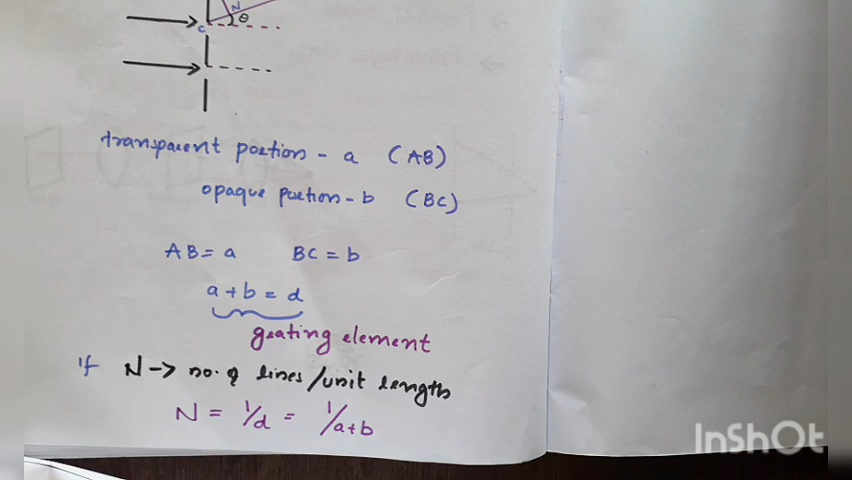 N
C θ
transparent portion - a (AB)
opaque portion - b (BC)
AB = a BC = b
a + b = d
grating element
If N → no. of lines/unit length
N = 1/d = 1/a+b
InShOt